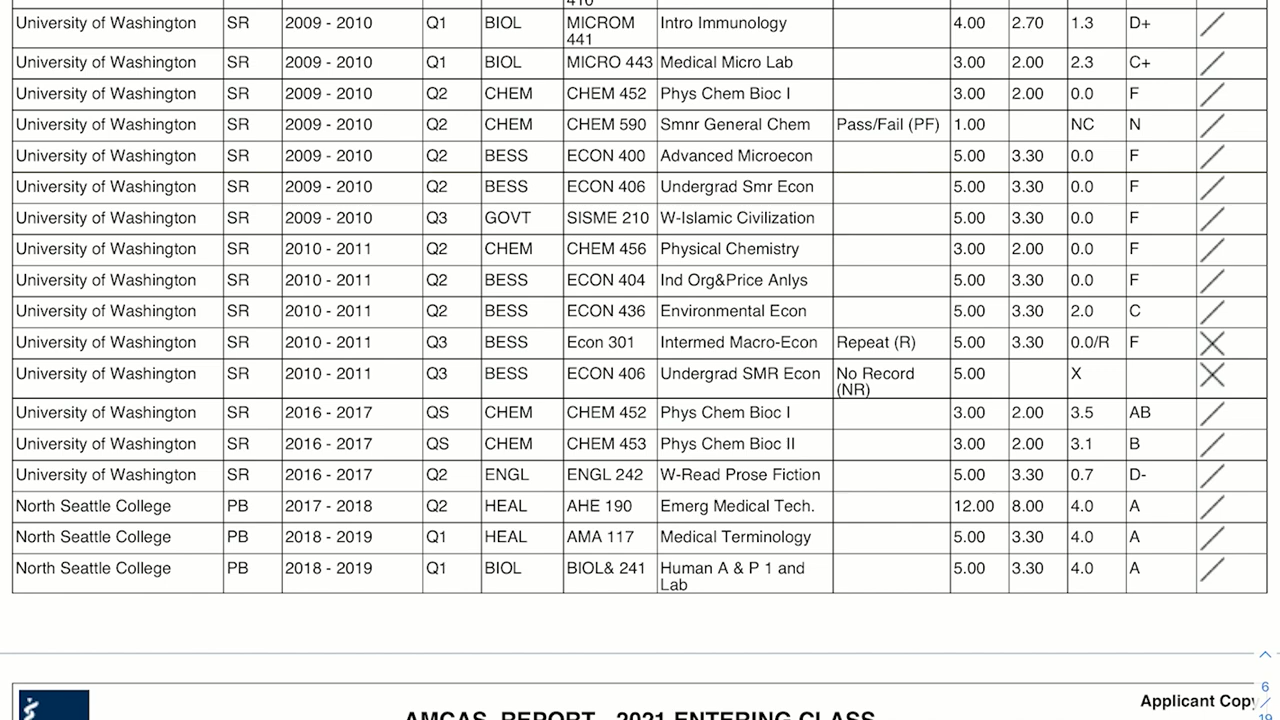 410
University of Washington SR 2009 - 2010 Q1 BIOL MICROM 441 Intro Immunology 4.00 2.70 1.3 D+
University of Washington SR 2009 - 2010 Q1 BIOL MICRO 443 Medical Micro Lab 3.00 2.00 2.3 C+
University of Washington SR 2009 - 2010 Q2 CHEM CHEM 452 Phys Chem Bioc I 3.00 2.00 0.0 F
University of Washington SR 2009 - 2010 Q2 CHEM CHEM 590 Smnr General Chem Pass/Fail (PF) 1.00 NC N
University of Washington SR 2009 - 2010 Q2 BESS ECON 400 Advanced Microecon 5.00 3.30 0.0 F
University of Washington SR 2009 - 2010 Q2 BESS ECON 406 Undergrad Smr Econ 5.00 3.30 0.0 F
University of Washington SR 2009 - 2010 Q3 GOVT SISME 210 W-Islamic Civilization 5.00 3.30 0.0 F
University of Washington SR 2010 - 2011 Q2 CHEM CHEM 456 Physical Chemistry 3.00 2.00 0.0 F
University of Washington SR 2010 - 2011 Q2 BESS ECON 404 Ind Org&Price Anlys 5.00 3.30 0.0 F
University of Washington SR 2010 - 2011 Q2 BESS ECON 436 Environmental Econ 5.00 3.30 2.0 C
University of Washington SR 2010 - 2011 Q3 BESS Econ 301 Intermed Macro-Econ Repeat (R) 5.00 3.30 0.0/R F
University of Washington SR 2010 - 2011 Q3 BESS ECON 406 Undergrad SMR Econ No Record (NR) 5.00 X
University of Washington SR 2016 - 2017 QS CHEM CHEM 452 Phys Chem Bioc I 3.00 2.00 3.5 AB
University of Washington SR 2016 - 2017 QS CHEM CHEM 453 Phys Chem Bioc II 3.00 2.00 3.1 B
University of Washington SR 2016 - 2017 Q2 ENGL ENGL 242 W-Read Prose Fiction 5.00 3.30 0.7 D-
North Seattle College PB 2017 - 2018 Q2 HEAL AHE 190 Emerg Medical Tech. 12.00 8.00 4.0 A
North Seattle College PB 2018 - 2019 Q1 HEAL AMA 117 Medical Terminology 5.00 3.30 4.0 A
North Seattle College PB 2018 - 2019 Q1 BIOL BIOL& 241 Human A & P 1 and Lab 5.00 3.30 4.0 A
6
Applicant Copy
AMCAS REPORT - 2021 ENTERING CLASS
19